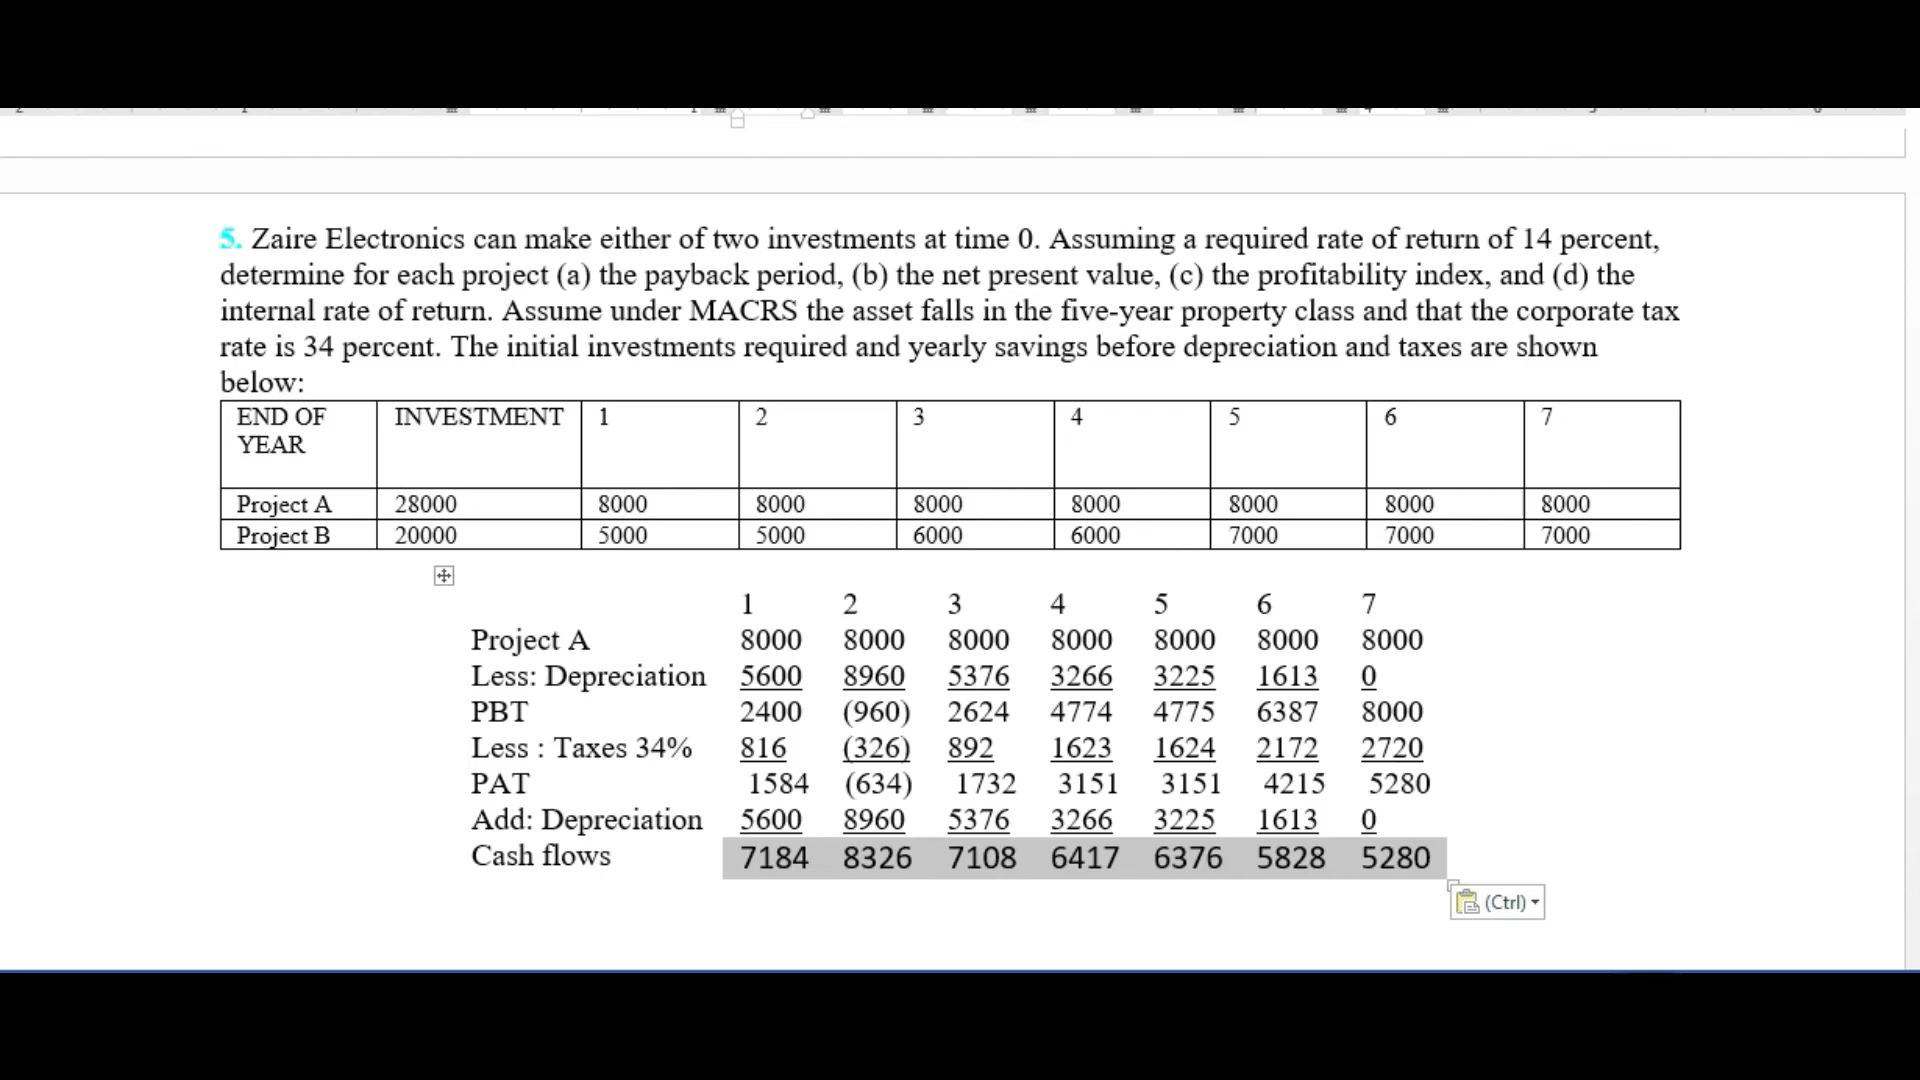 5. Zaire Electronics can make either of two investments at time 0. Assuming a required rate of return of 14 percent,
determine for each project (a) the payback period, (b) the net present value, (c) the profitability index, and (d) the
internal rate of return. Assume under MACRS the asset falls in the five-year property class and that the corporate tax
rate is 34 percent. The initial investments required and yearly savings before depreciation and taxes are shown
below:
END OF YEAR INVESTMENT 1 2 3 4 5 6 7
Project A 28000 8000 8000 8000 8000 8000 8000 8000
Project B 20000 5000 5000 6000 6000 7000 7000 7000
1 2 3 4 5 6 7
Project A 8000 8000 8000 8000 8000 8000 8000
Less: Depreciation 5600 8960 5376 3266 3225 1613 0
PBT 2400 (960) 2624 4774 4775 6387 8000
Less : Taxes 34% 816 (326) 892 1623 1624 2172 2720
PAT 1584 (634) 1732 3151 3151 4215 5280
Add: Depreciation 5600 8960 5376 3266 3225 1613 0
Cash flows 7184 8326 7108 6417 6376 5828 5280
(Ctrl)